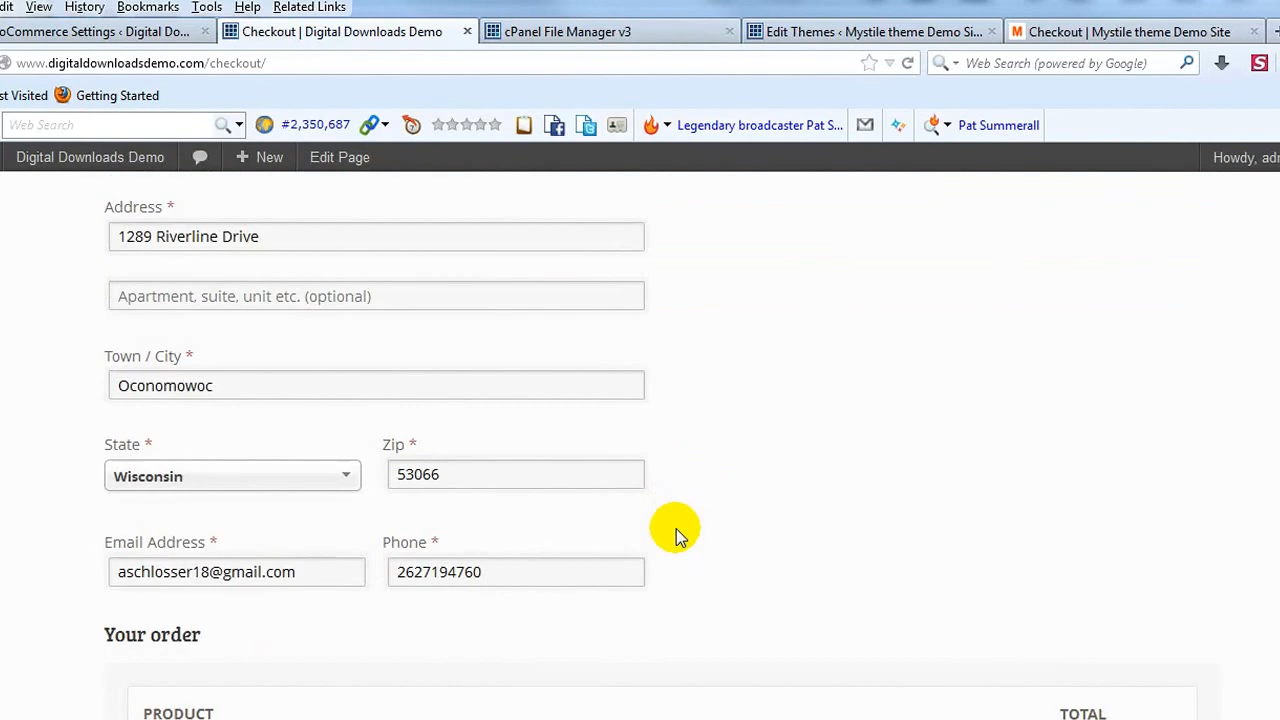 dit View History Bookmarks Tools Help Related Links
oCommerce Settings ‹ Digital Do... × Checkout | Digital Downloads Demo × cPanel File Manager v3 × Edit Themes ‹ Mystile theme Demo Si... × Checkout | Mystile theme Demo Site ×
www.digitaldownloadsdemo.com/checkout/ Web Search (powered by Google)
st Visited Getting Started
Web Search #2,350,687 Legendary broadcaster Pat S... Pat Summerall
Digital Downloads Demo + New Edit Page Howdy, adm
Address *
1289 Riverline Drive
Apartment, suite, unit etc. (optional)
Town / City *
Oconomowoc
State * Zip *
Wisconsin 53066
Email Address * Phone *
aschlosser18@gmail.com 2627194760
Your order
PRODUCT TOTAL